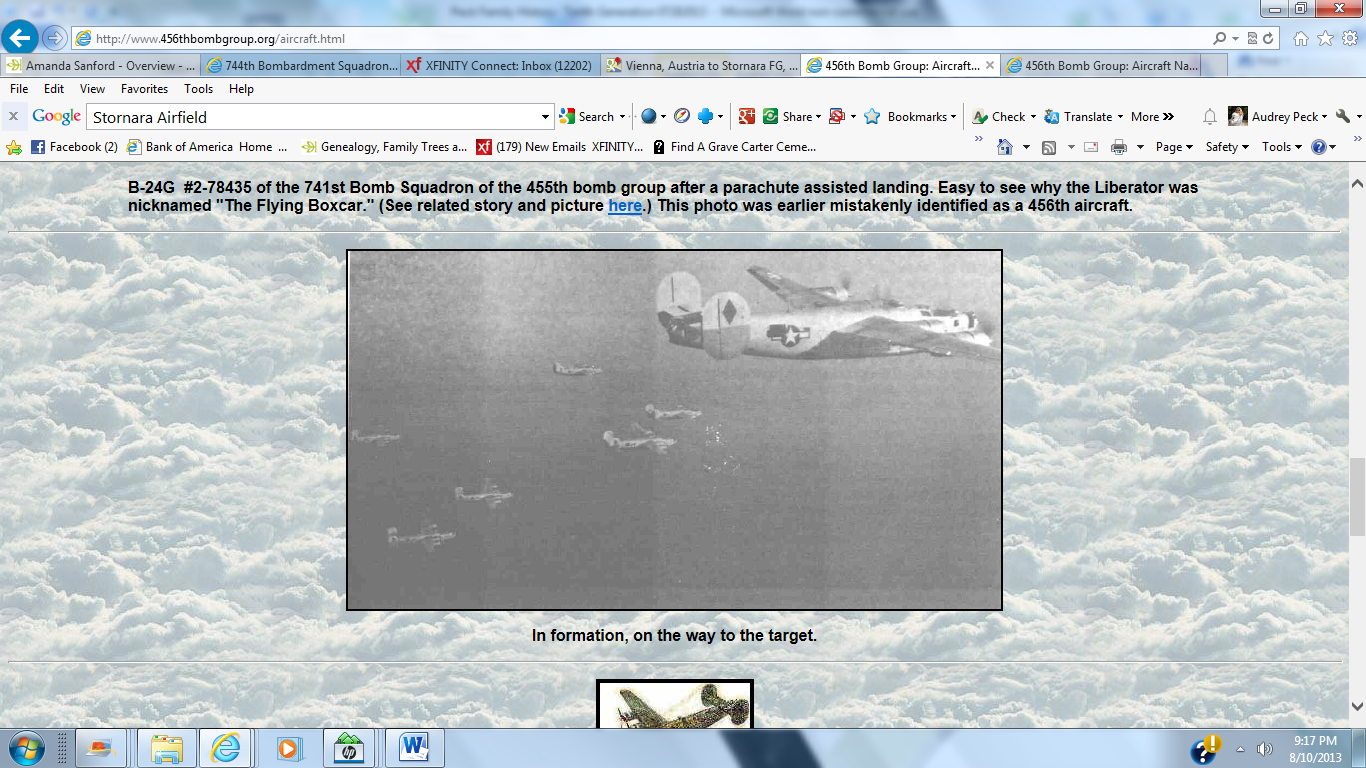 http://www.456thbombgroup.org/aircraft.html
Amanda Sanford - Overview - ...
744th Bombardment Squadron...
XFINITY Connect: Inbox (12202)
Vienna, Austria to Stornara FG, ...
456th Bomb Group: Aircraft...
456th Bomb Group: Aircraft Na...
File Edit View Favorites Tools Help
x Google Stornara Airfield Search Share Bookmarks Check Translate More Audrey Peck
Facebook (2) Bank of America Home ... Genealogy, Family Trees a... (179) New Emails XFINITY... Find A Grave Carter Ceme... Page Safety Tools
B-24G #2-78435 of the 741st Bomb Squadron of the 455th bomb group after a parachute assisted landing. Easy to see why the Liberator was
nicknamed "The Flying Boxcar." (See related story and picture here.) This photo was earlier mistakenly identified as a 456th aircraft.
In formation, on the way to the target.
9:17 PM
8/10/2013